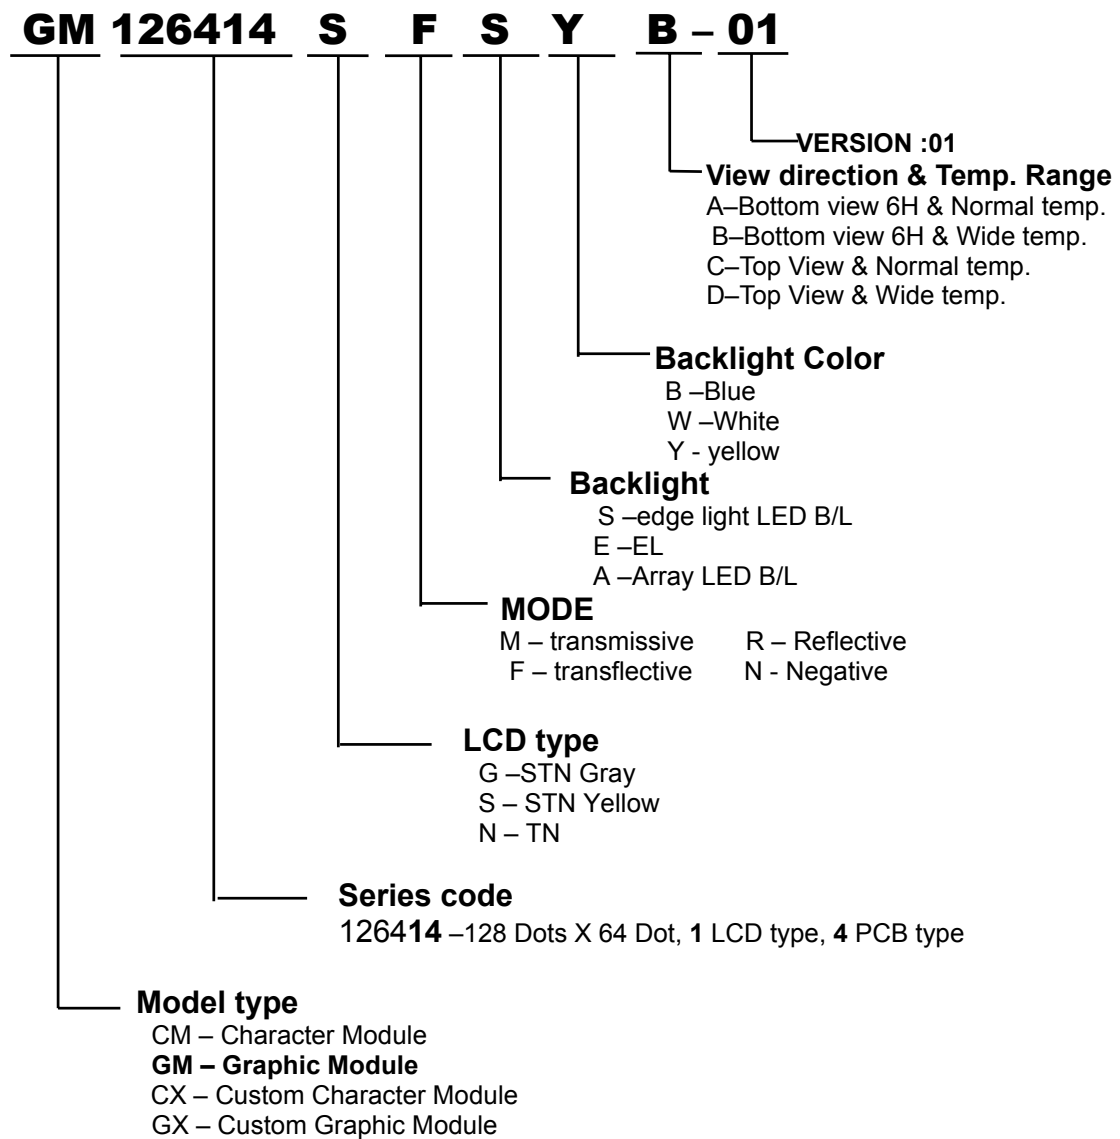 GM 126414 S F S Y B – 01
VERSION :01
View direction & Temp. Range
A–Bottom view 6H & Normal temp.
B–Bottom view 6H & Wide temp.
C–Top View & Normal temp.
D–Top View & Wide temp.
Backlight Color
B –Blue
W –White
Y - yellow
Backlight
S –edge light LED B/L
E –EL
A –Array LED B/L
MODE
M – transmissive R – Reflective
F – transflective N - Negative
LCD type
G –STN Gray
S – STN Yellow
N – TN
Series code
126414 –128 Dots X 64 Dot, 1 LCD type, 4 PCB type
Model type
CM – Character Module
GM – Graphic Module
CX – Custom Character Module
GX – Custom Graphic Module